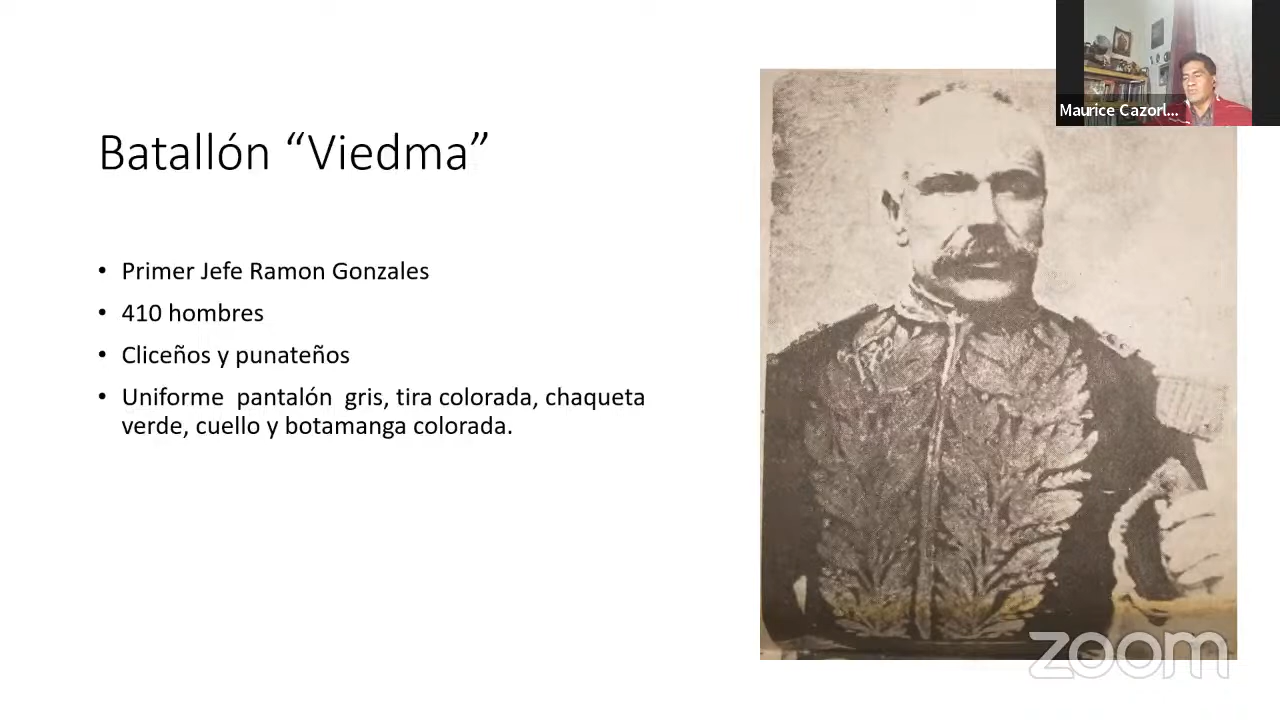 Batallón “Viedma”
• Primer Jefe Ramon Gonzales
• 410 hombres
• Cliceños y punateños
• Uniforme pantalón gris, tira colorada, chaqueta
verde, cuello y botamanga colorada.
Maurice Cazorl...
zoom